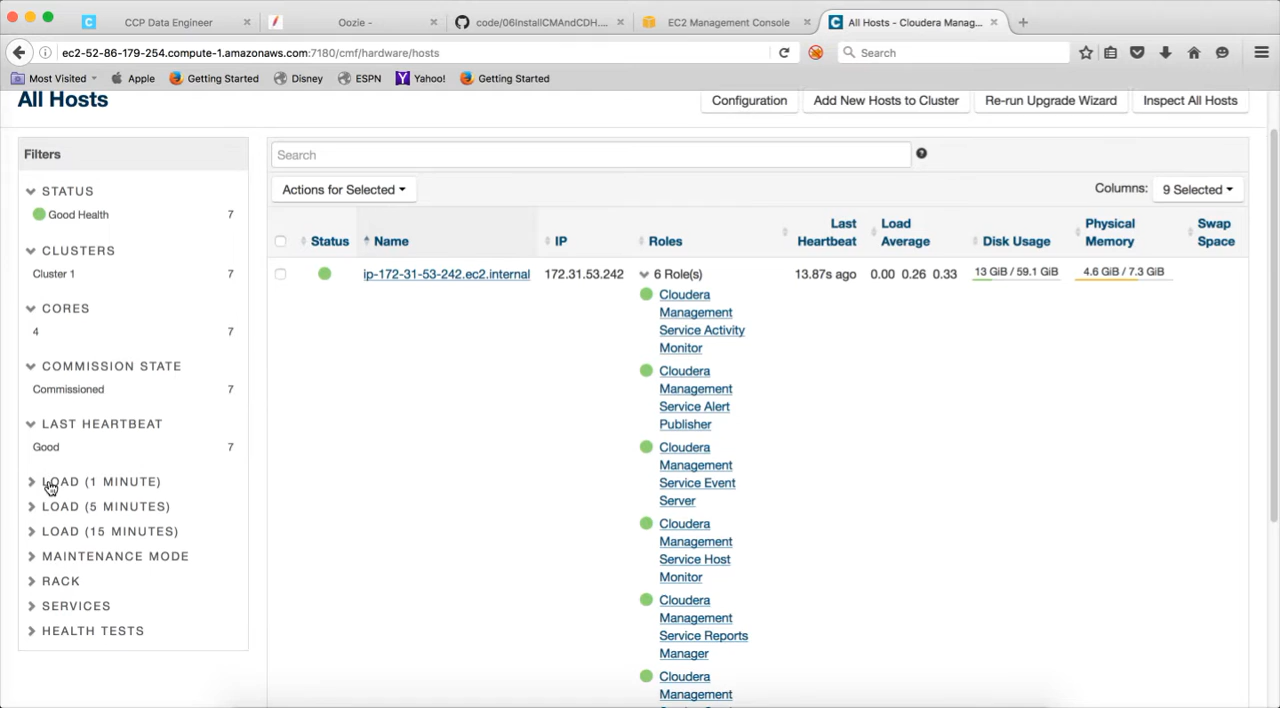 CCP Data Engineer
Oozie -
code/06InstallCMAndCDH....
EC2 Management Console
All Hosts - Cloudera Manag...
ec2-52-86-179-254.compute-1.amazonaws.com:7180/cmf/hardware/hosts
Search
Most Visited
Apple
Getting Started
Disney
ESPN
Yahoo!
Getting Started
All Hosts
Configuration
Add New Hosts to Cluster
Re-run Upgrade Wizard
Inspect All Hosts
Filters
STATUS
Good Health 7
CLUSTERS
Cluster 1 7
CORES
4 7
COMMISSION STATE
Commissioned 7
LAST HEARTBEAT
Good 7
LOAD (1 MINUTE)
LOAD (5 MINUTES)
LOAD (15 MINUTES)
MAINTENANCE MODE
RACK
SERVICES
HEALTH TESTS
Search
Actions for Selected
Columns: 9 Selected
Status
Name
IP
Roles
Last
Heartbeat
Load
Average
Disk Usage
Physical
Memory
Swap
Space
ip-172-31-53-242.ec2.internal 172.31.53.242 6 Role(s) 13.87s ago 0.00 0.26 0.33 13 GiB / 59.1 GiB 4.6 GiB / 7.3 GiB
Cloudera
Management
Service Activity
Monitor
Cloudera
Management
Service Alert
Publisher
Cloudera
Management
Service Event
Server
Cloudera
Management
Service Host
Monitor
Cloudera
Management
Service Reports
Manager
Cloudera
Management